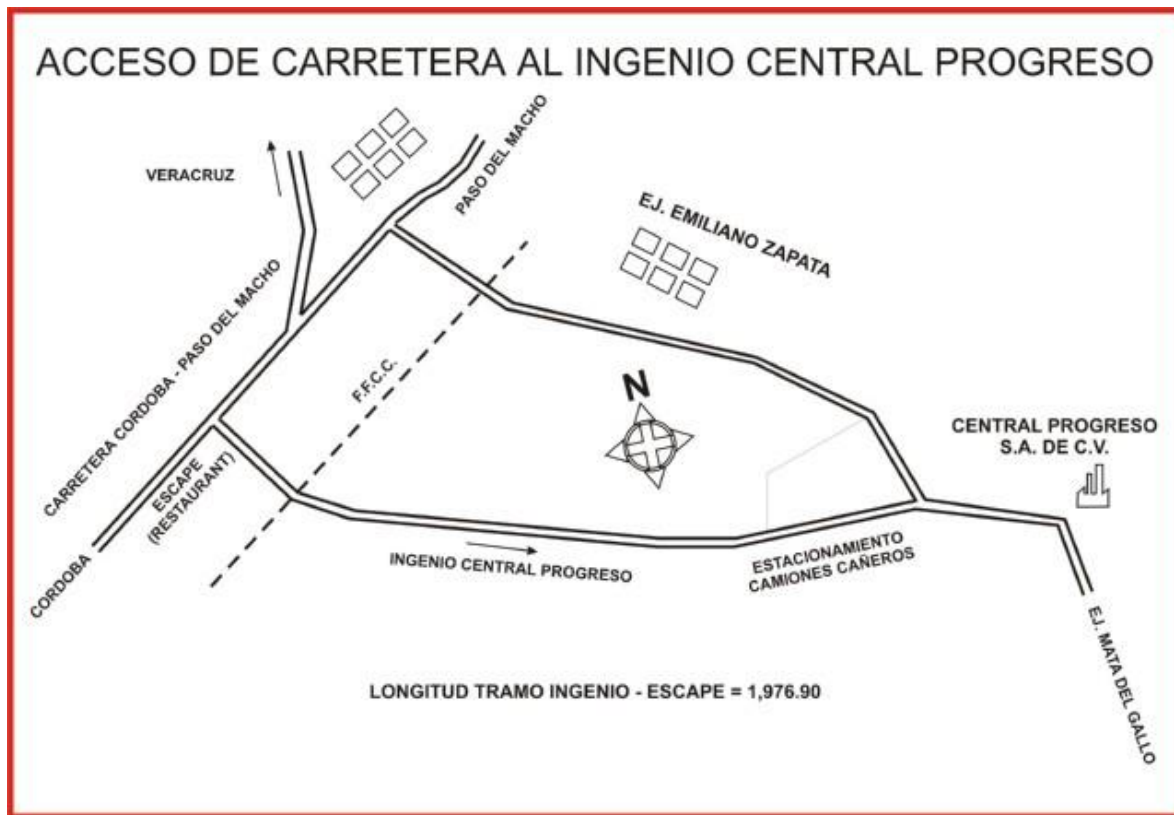 ACCESO DE CARRETERA AL INGENIO CENTRAL PROGRESO
VERACRUZ
PASO DEL MACHO
EJ. EMILIANO ZAPATA
CARRETERA CORDOBA - PASO DEL MACHO
F.F.C.C.
N
CENTRAL PROGRESO
S.A. DE C.V.
ESCAPE
(RESTAURANT)
CORDOBA
INGENIO CENTRAL PROGRESO
ESTACIONAMIENTO
CAMIONES CAÑEROS
EJ. MATA DEL GALLO
LONGITUD TRAMO INGENIO - ESCAPE = 1,976.90